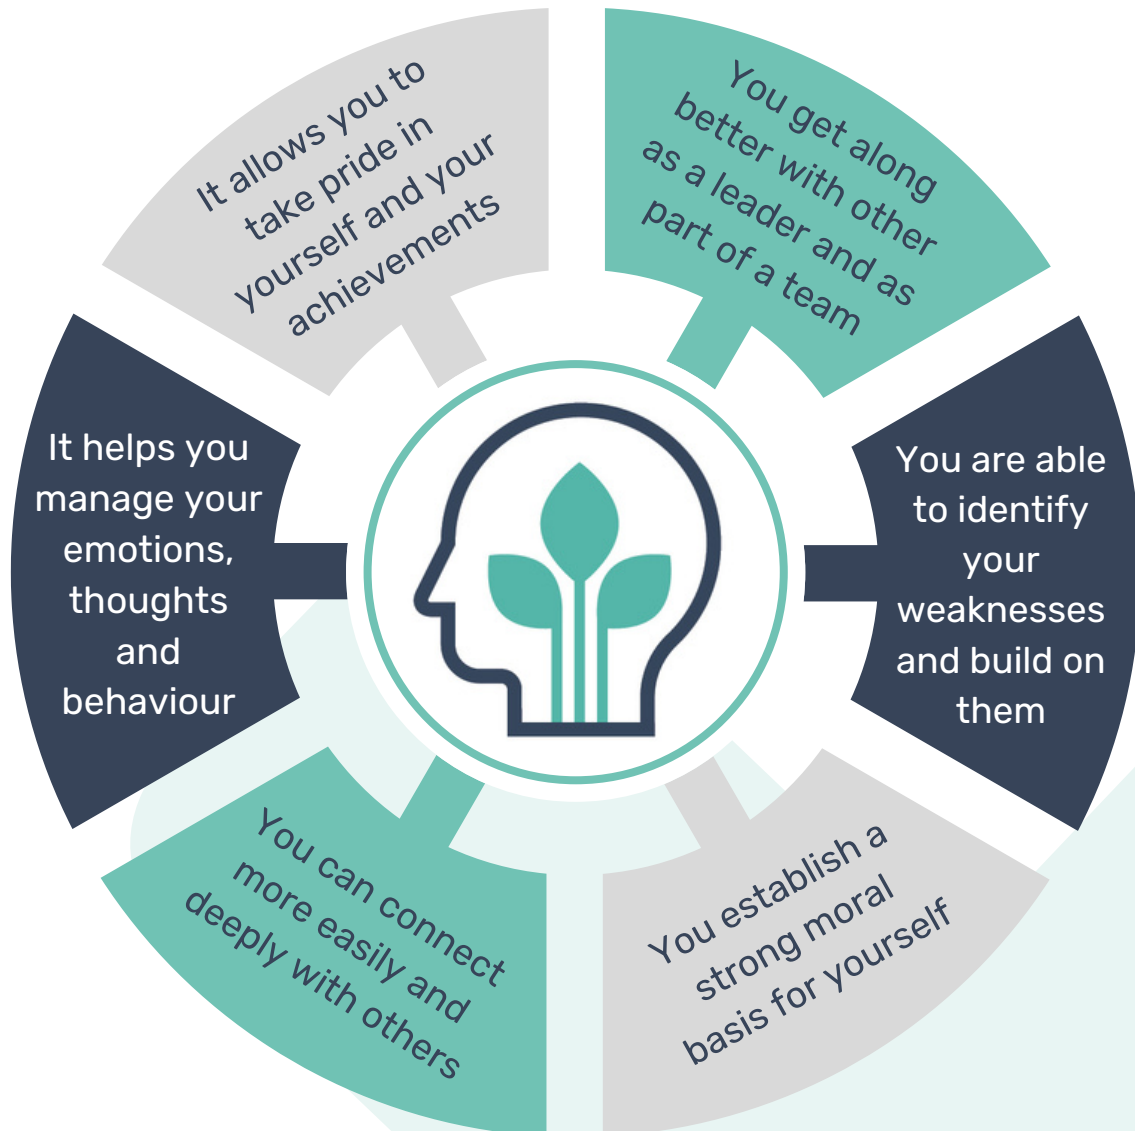 It allows you to
take pride in
yourself and your
achievements
You get along
better with other
as a leader and as
part of a team
It helps you
manage your
emotions,
thoughts
and
behaviour
You are able
to identify
your
weaknesses
and build on
them
You can connect
more easily and
deeply with others
You establish a
strong moral
basis for yourself